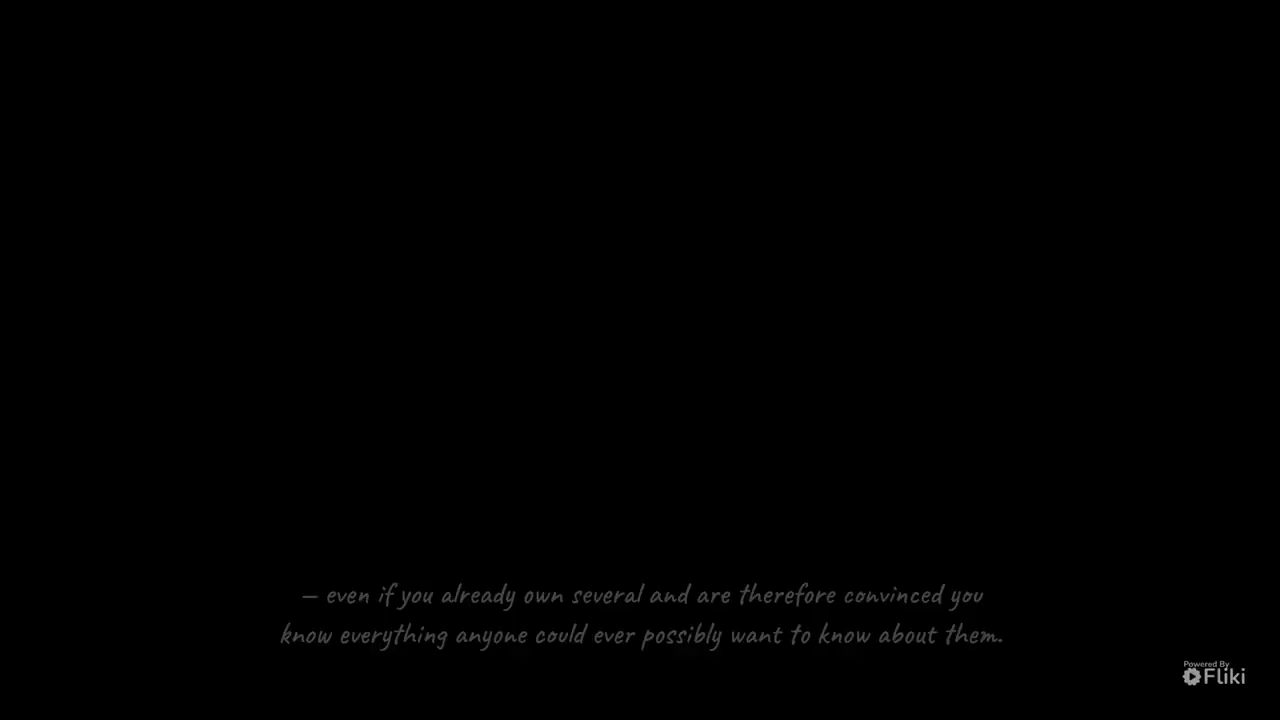 — even if you already own several and are therefore convinced you
know everything anyone could ever possibly want to know about them.
Powered By
Fliki